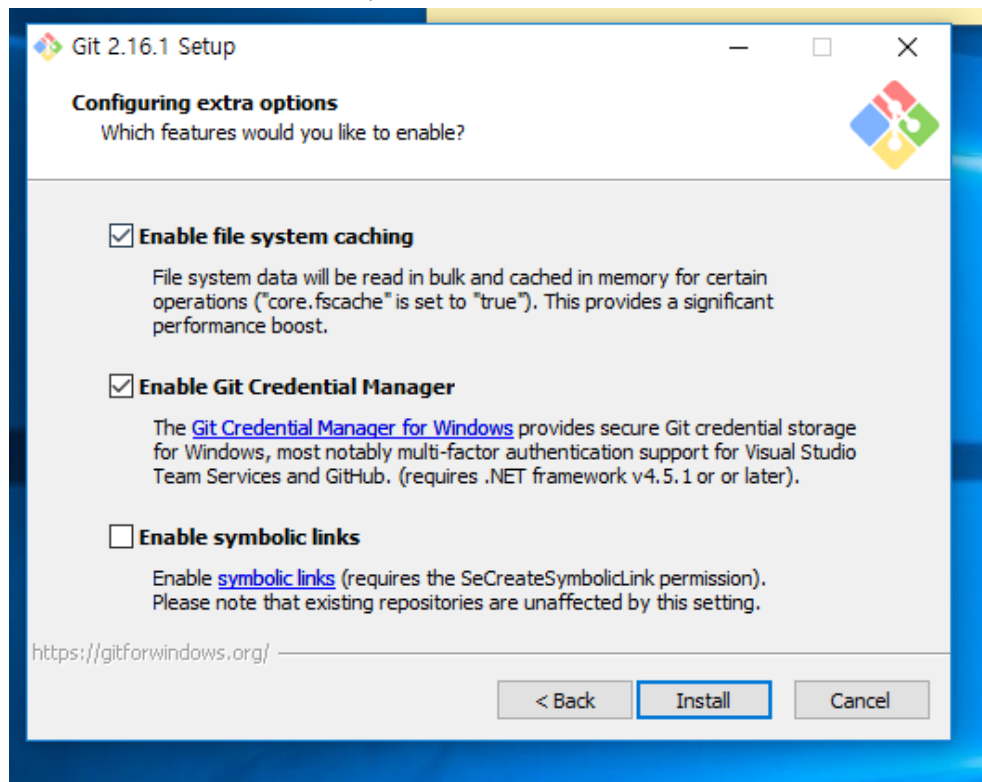 Git 2.16.1 Setup
Configuring extra options
Which features would you like to enable?
Enable file system caching
File system data will be read in bulk and cached in memory for certain
operations ("core.fscache" is set to "true"). This provides a significant
performance boost.
Enable Git Credential Manager
The Git Credential Manager for Windows provides secure Git credential storage
for Windows, most notably multi-factor authentication support for Visual Studio
Team Services and GitHub. (requires .NET framework v4.5.1 or or later).
Enable symbolic links
Enable symbolic links (requires the SeCreateSymbolicLink permission).
Please note that existing repositories are unaffected by this setting.
https://gitforwindows.org/
< Back Install Cancel